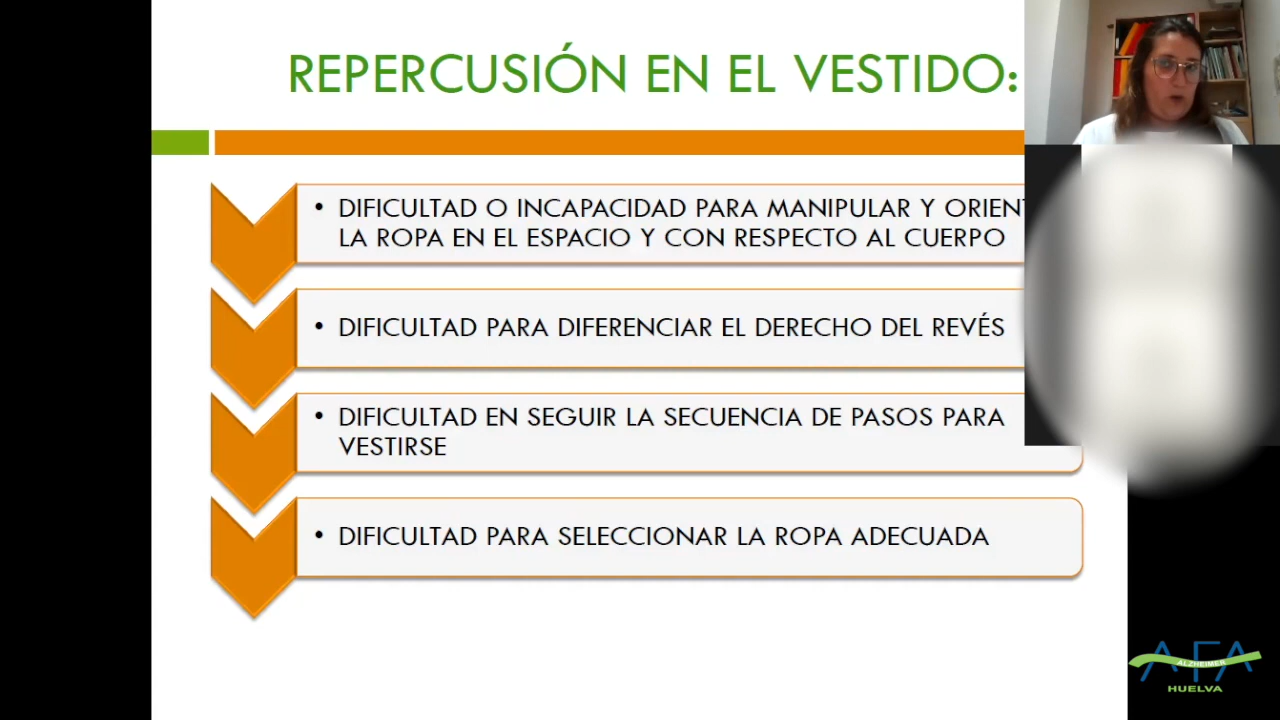 REPERCUSIÓN EN EL VESTIDO:
• DIFICULTAD O INCAPACIDAD PARA MANIPULAR Y
LA ROPA EN EL ESPACIO Y CON RESPECTO AL CUERPO
• DIFICULTAD PARA DIFERENCIAR EL DERECHO DEL REVÉS
• DIFICULTAD EN SEGUIR LA SECUENCIA DE PASOS PARA
VESTIRSE
• DIFICULTAD PARA SELECCIONAR LA ROPA ADECUADA
AFA
ALZHEIMER
HUELVA